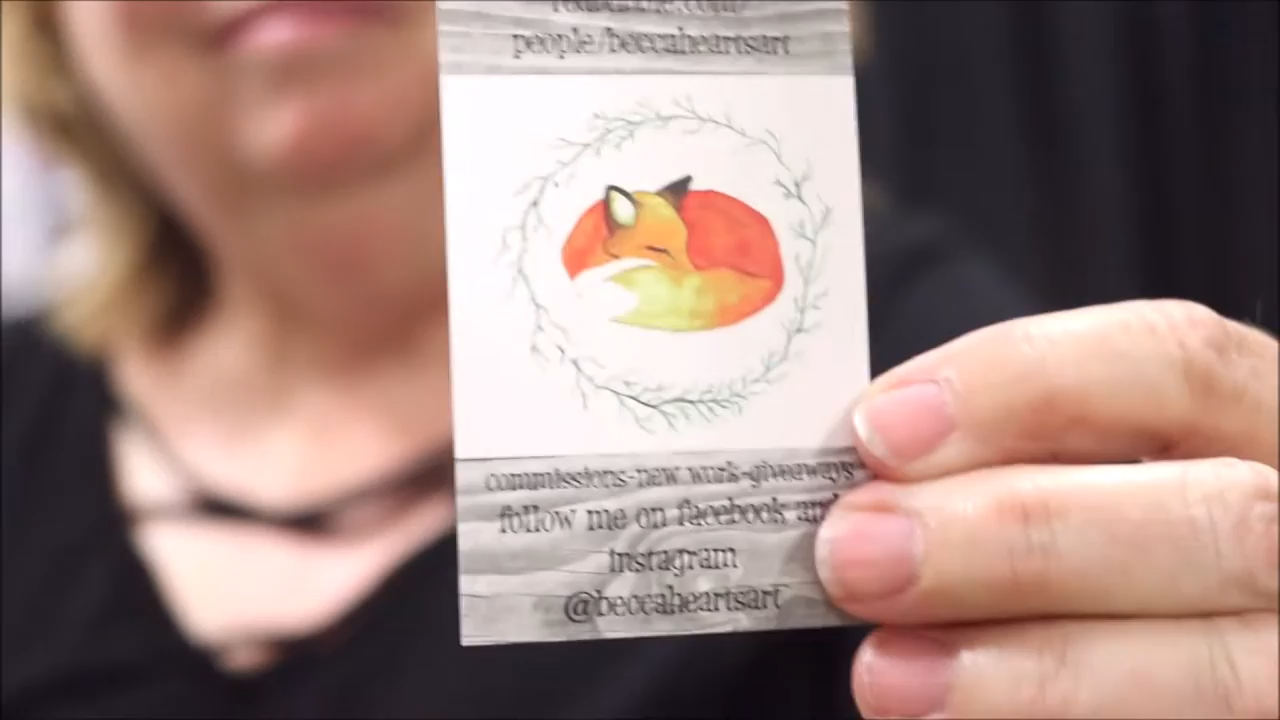 people/beccaheartsart
commissions-new work-giveaways
follow me on facebook and
instagram
@beccaheartsart